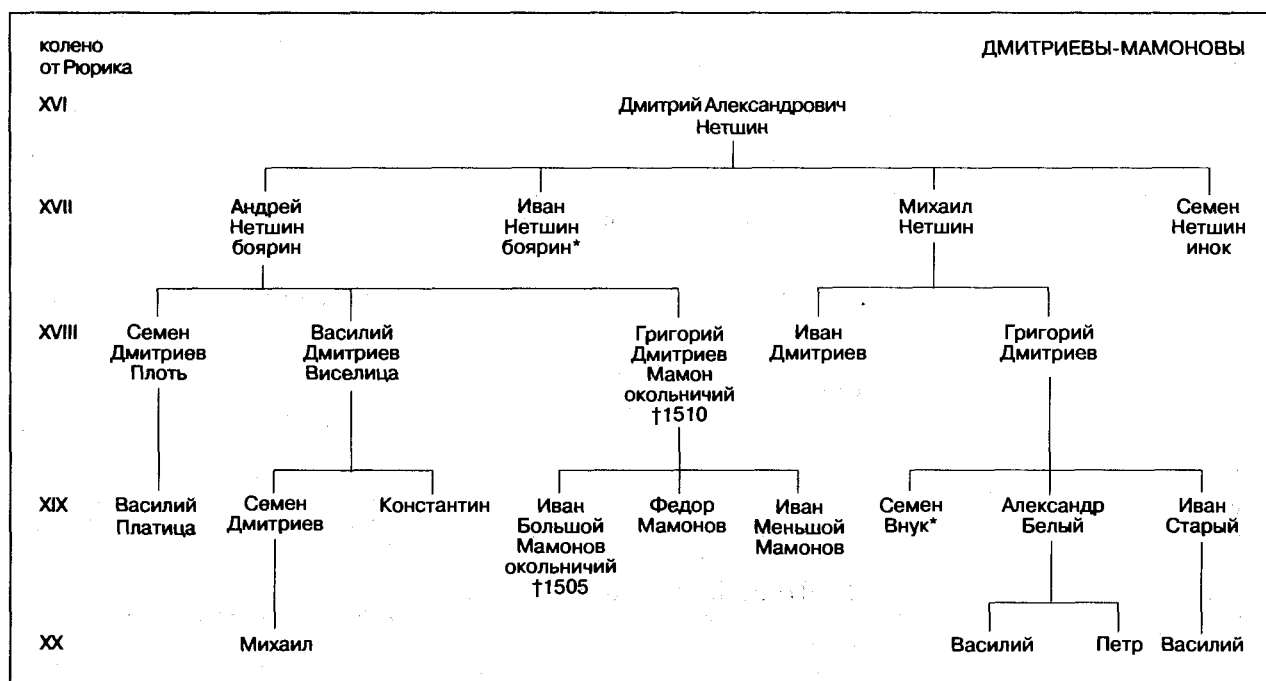 колено
от Рюрика
ДМИТРИЕВЫ-МАМОНОВЫ
XVI
Дмитрий Александрович
Нетшин
XVII
Андрей
Нетшин
боярин
Иван
Нетшин
боярин*
Михаил
Нетшин
Семен
Нетшин
инок
XVIII
Семен
Дмитриев
Плоть
Василий
Дмитриев
Виселица
Григорий
Дмитриев
Мамон
окольничий
†1510
Иван
Дмитриев
Григорий
Дмитриев
XIX
Василий
Платица
Семен
Дмитриев
Константин
Иван
Большой
Мамонов
окольничий
†1505
Федор
Мамонов
Иван
Меньшой
Мамонов
Семен
Внук*
Александр
Белый
Иван
Старый
XX
Михаил
Василий
Петр
Василий